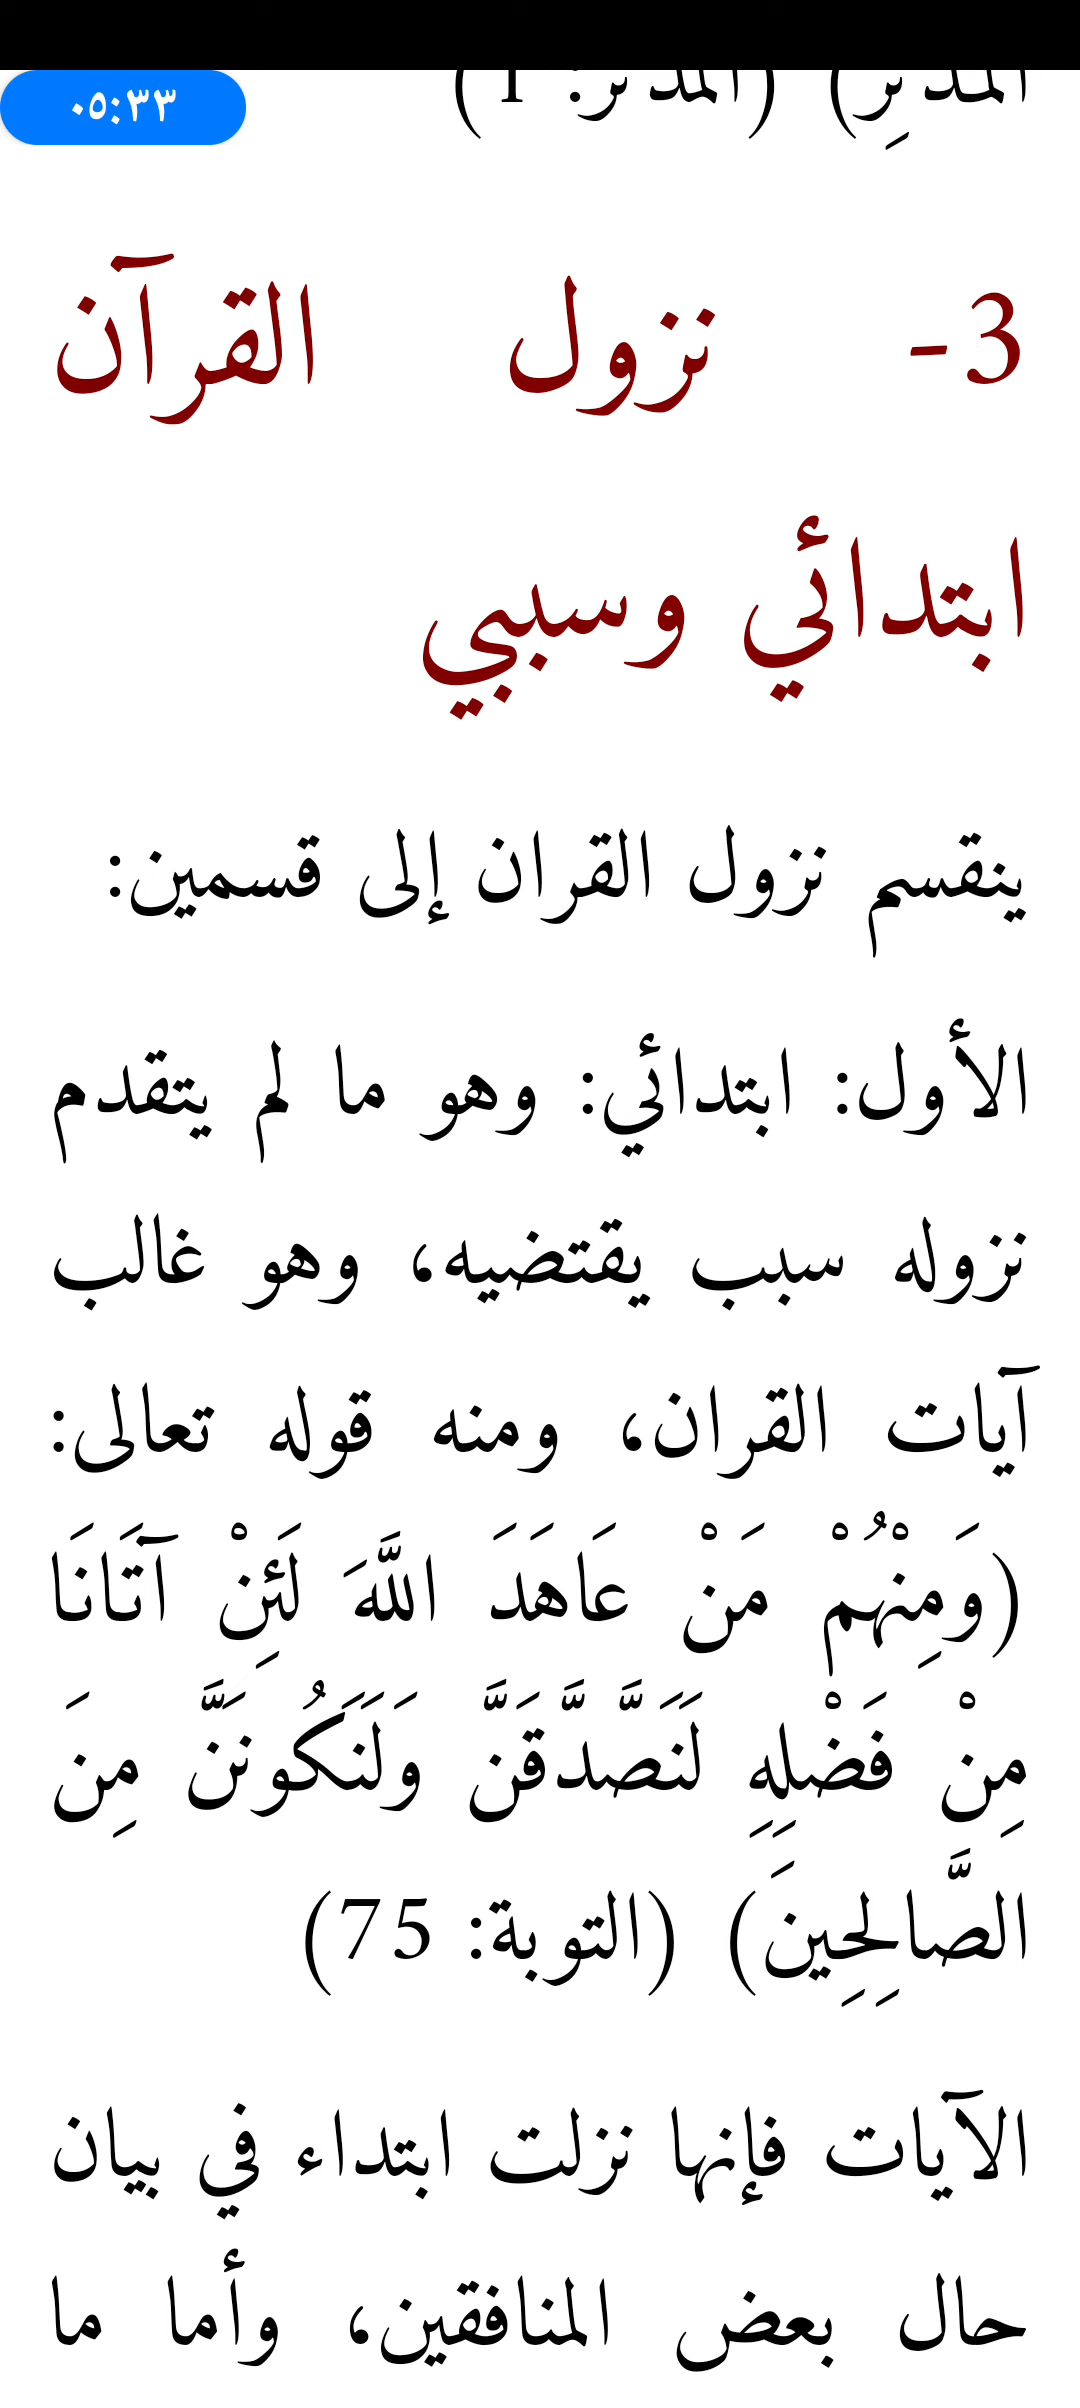 ٠٥:٣٣
المدثر: 1)
3- نزول القرآن
ابتدائي وسببي
ينقسم نزول القران إلى قسمين:
الأول: ابتدائي: وهو ما لم يتقدم
نزوله سبب يقتضيه، وهو غالب
آيات القران، ومنه قوله تعالى:
(وَمِنْهُمْ مَنْ عَاهَدَ اللَّهَ لَئِنْ آتَانَا
مِنْ فَضْلِهِ لَنَصَّدَّقَنَّ وَلَنَكُونَنَّ مِنَ
الصَّالِحِينَ) (التوبة: 75)
الآيات فإنها نزلت ابتداء في بيان
حال بعض المنافقين، وأما ما